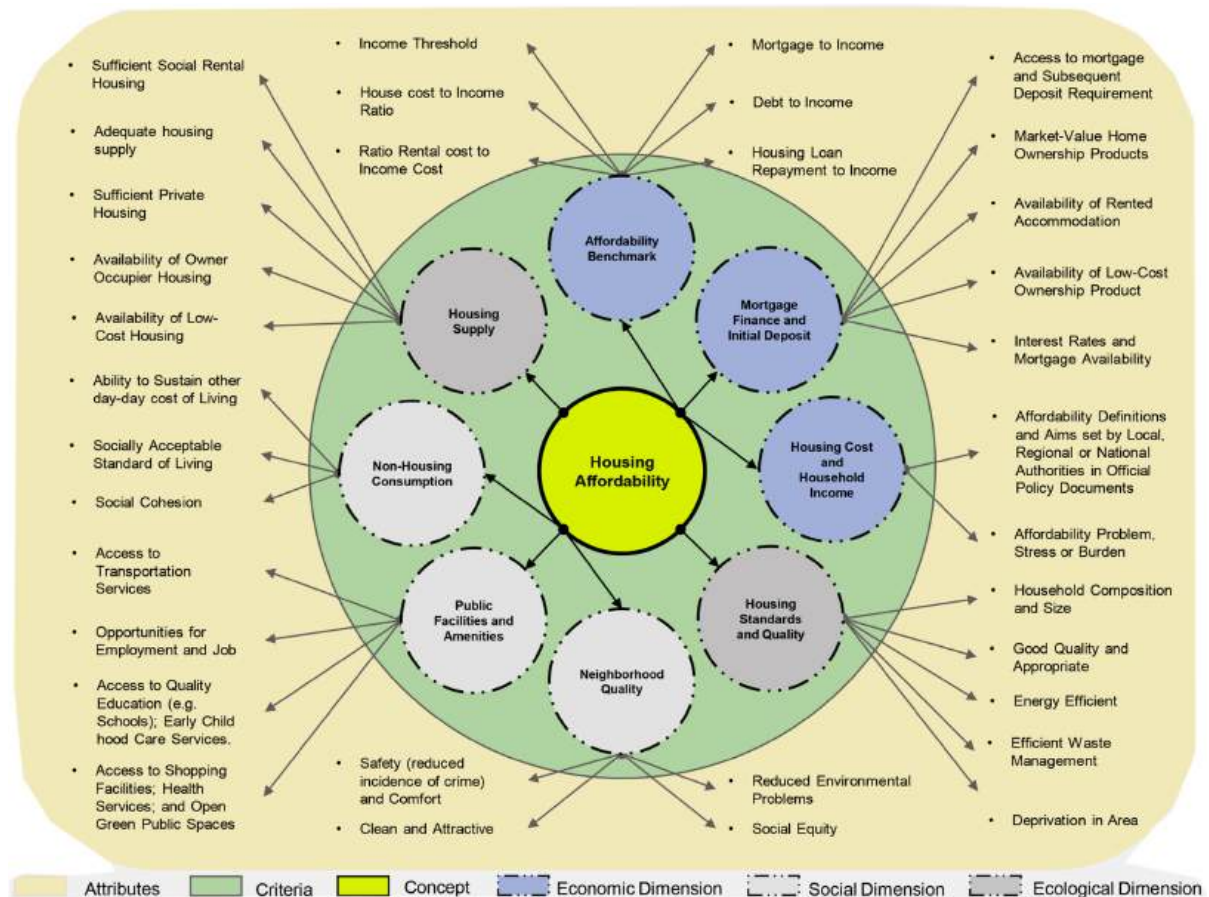 • Income Threshold
• House cost to Income
Ratio
• Ratio Rental cost to
Income Cost
• Mortgage to Income
• Debt to Income
• Housing Loan
Repayment to Income
• Sufficient Social Rental
Housing
• Adequate housing
supply
• Sufficient Private
Housing
• Availability of Owner
Occupier Housing
• Availability of Low-
Cost Housing
• Ability to Sustain other
day-day cost of Living
• Socially Acceptable
Standard of Living
• Social Cohesion
• Access to
Transportation
Services
• Opportunities for
Employment and Job
• Access to Quality
Education (e.g.
Schools); Early Child
hood Care Services.
• Access to Shopping
Facilities; Health
Services; and Open
Green Public Spaces
Affordability
Benchmark
Housing
Supply
Mortgage
Finance and
Initial Deposit
Non-Housing
Consumption
Housing
Affordability
Housing Cost
and
Household
Income
Public
Facilities and
Amenities
Neighborhood
Quality
Housing
Standards
and Quality
• Access to mortgage
and Subsequent
Deposit Requirement
• Market-Value Home
Ownership Products
• Availability of Rented
Accommodation
• Availability of Low-Cost
Ownership Product
• Interest Rates and
Mortgage Availability
• Affordability Definitions
and Aims set by Local,
Regional or National
Authorities in Official
Policy Documents
• Affordability Problem,
Stress or Burden
• Household Composition
and Size
• Good Quality and
Appropriate
• Energy Efficient
• Efficient Waste
Management
• Deprivation in Area
• Safety (reduced
incidence of crime)
and Comfort
• Clean and Attractive
• Reduced Environmental
Problems
• Social Equity
Attributes
Criteria
Concept
Economic Dimension
Social Dimension
Ecological Dimension